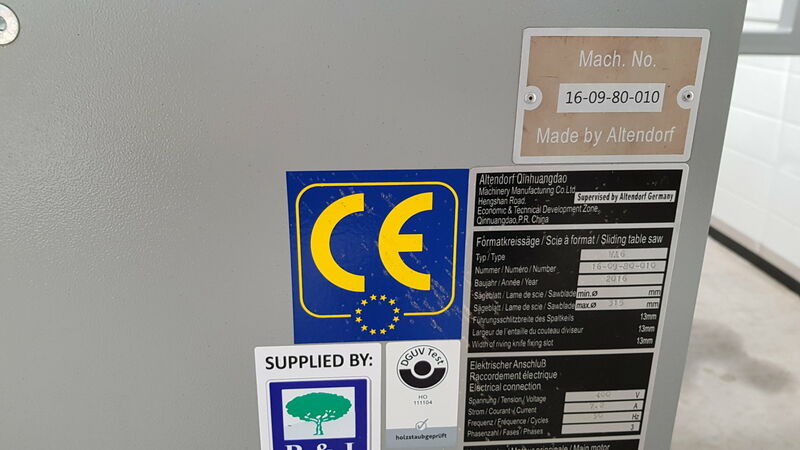 Mach. No.
16-09-80-010
Made by Altendorf
Altendorf Qinhuangdao
Machinery Manufacturing Co.Ltd
Hengshan Road.
Supervised by Altendorf Germany
Economic & Technical Development Zone,
Qinhuangdao,P.R. China
Formatkreissäge / Scie à format / Sliding table saw
Typ / Type WA6
Nummer / Numéro / Number 16-09-80-010
Baujahr / Année / Year 2016
Sägeblatt / Lame de scie / Sawblade min.ø mm
Sägeblatt / Lame de scie / Sawblade max.ø 315 mm
Führungsschlitzbreite des Spaltkeils 13mm
Largeur de l'entaille du couteau diviseur 13mm
Width of riving knife fixing slot 13mm
Elektrischer Anschluß
Raccordement électrique
Electrical connection
Spannung / Tension / Voltage 400 V
Strom / Courant / Current A
Frequenz / Fréquence / Cycles 50 Hz
Phasenzahl / Fases / Phases 3
CE
SUPPLIED BY:
DGUV Test
HO
111104
holzstaubgeprüft